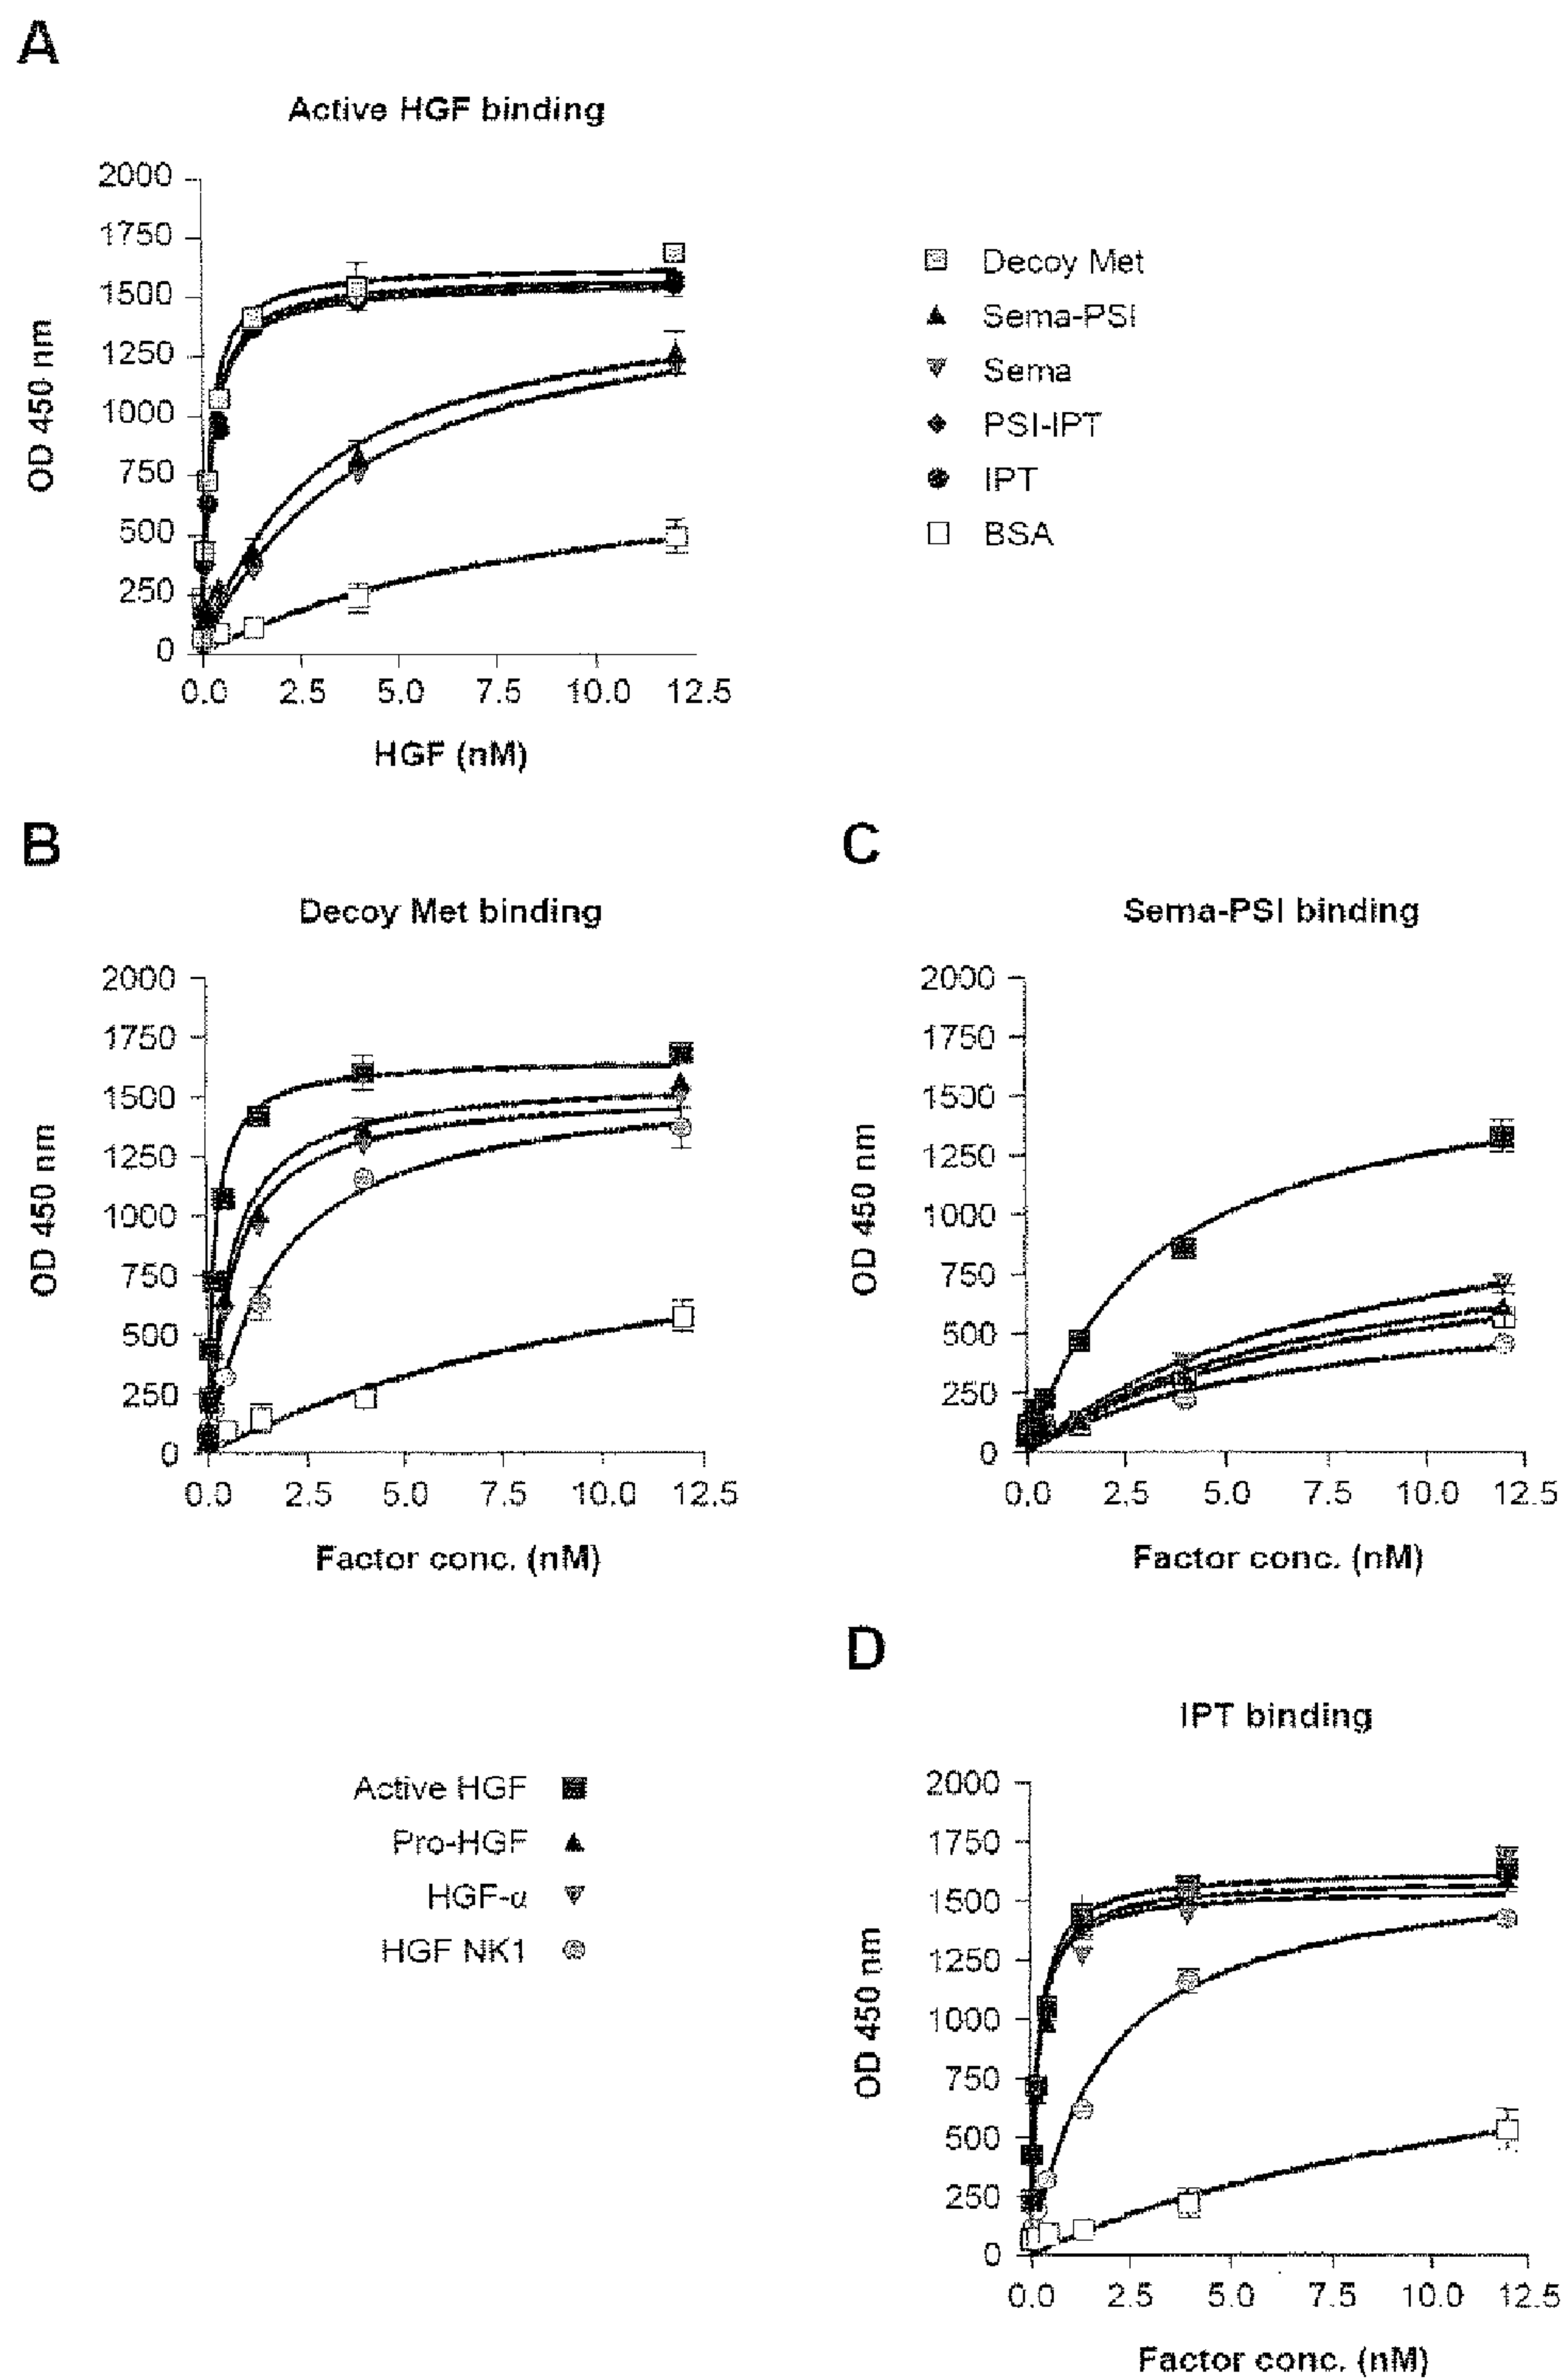 A
Active HGF binding
2000
1750
1500
1250
1000
750
500
250
0
OD 450 nm
0.0 2.5 5.0 7.5 10.0 12.5
HGF (nM)
Decoy Met
Sema-PSI
Sema
PSI-IPT
IPT
BSA
B
Decoy Met binding
2000
1750
1500
1250
1000
750
500
250
0
OD 450 nm
0.0 2.5 5.0 7.5 10.0 12.5
Factor conc. (nM)
C
Sema-PSI binding
2000
1750
1500
1250
1000
750
500
250
0
OD 450 nm
0.0 2.5 5.0 7.5 10.0 12.5
Factor conc. (nM)
Active HGF
Pro-HGF
HGF-α
HGF NK1
D
IPT binding
2000
1750
1500
1250
1000
750
500
250
0
OD 450 nm
0.0 2.5 5.0 7.5 10.0 12.5
Factor conc. (nM)